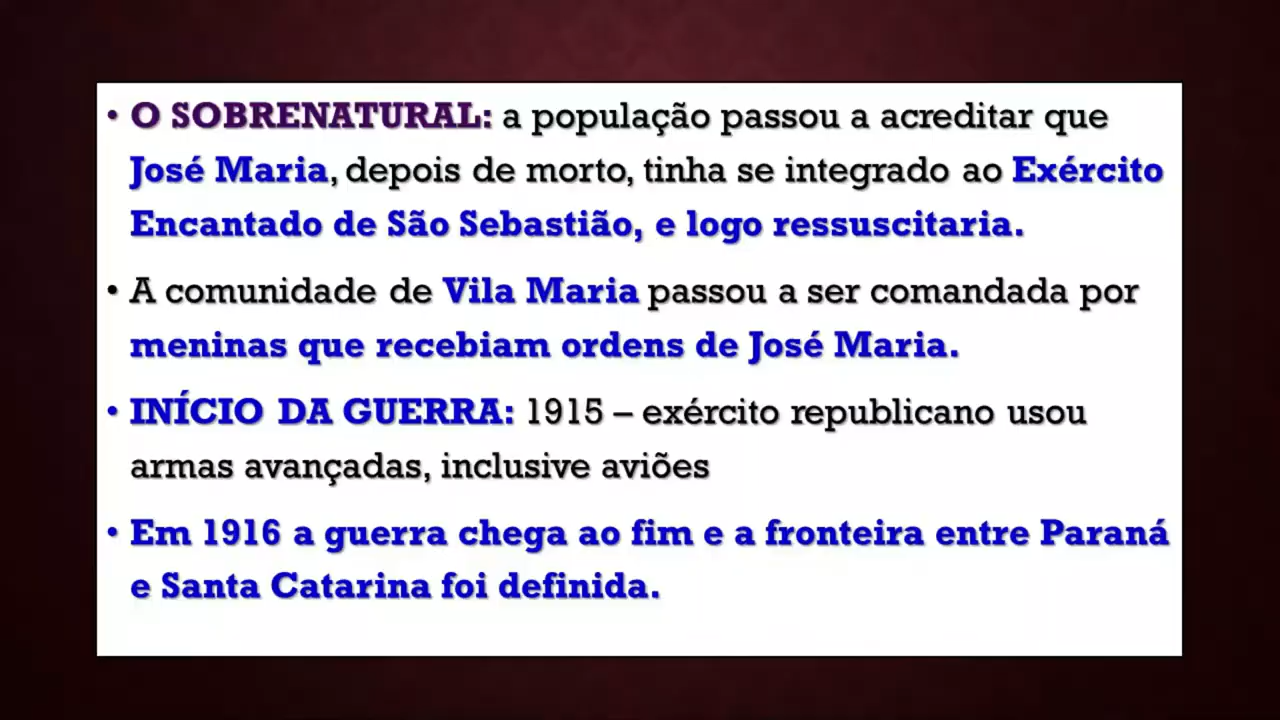 • O SOBRENATURAL: a população passou a acreditar que
José Maria, depois de morto, tinha se integrado ao Exército
Encantado de São Sebastião, e logo ressuscitaria.
• A comunidade de Vila Maria passou a ser comandada por
meninas que recebiam ordens de José Maria.
• INÍCIO DA GUERRA: 1915 – exército republicano usou
armas avançadas, inclusive aviões
• Em 1916 a guerra chega ao fim e a fronteira entre Paraná
e Santa Catarina foi definida.